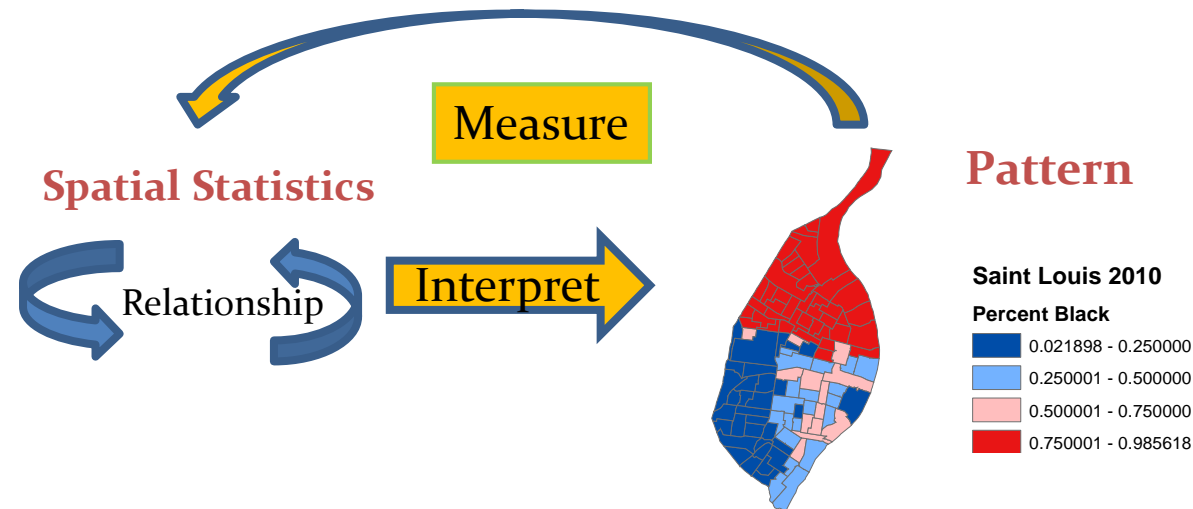 Measure
Spatial Statistics
Pattern
Relationship
Interpret
Saint Louis 2010
Percent Black
0.021898 - 0.250000
0.250001 - 0.500000
0.500001 - 0.750000
0.750001 - 0.985618